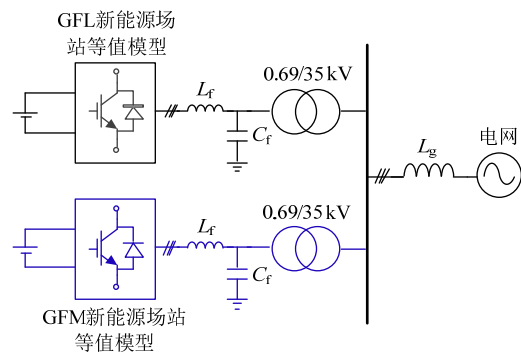 GFL新能源场
站等值模型
0.69/35 kV
Lf
Cf
Lg
电网
0.69/35 kV
Lf
Cf
GFM新能源场站
等值模型